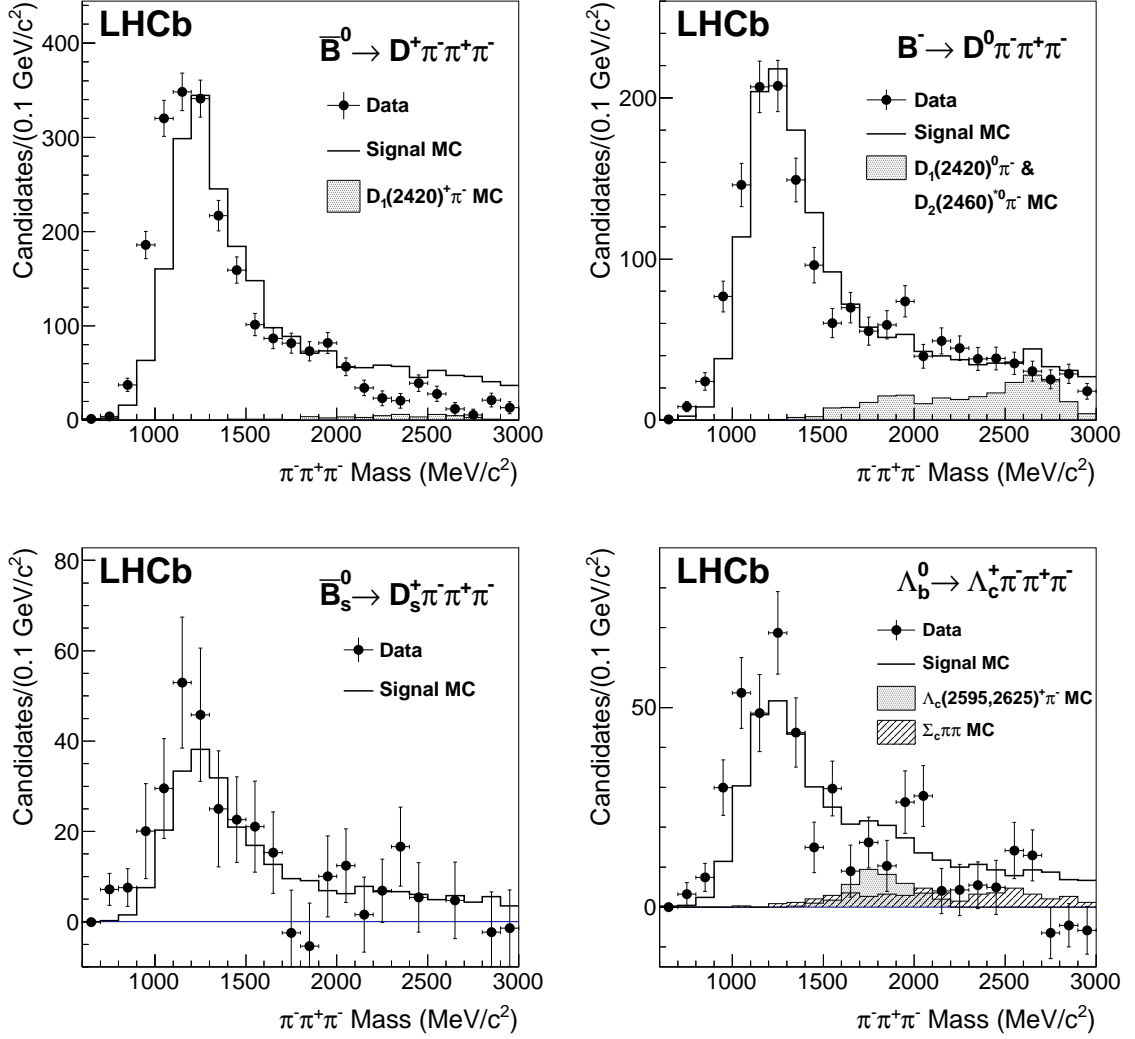 LHCb
B̅⁰ → D⁺π⁻π⁺π⁻
Data
Signal MC
D₁(2420)⁺π⁻ MC
Candidates/(0.1 GeV/c²)
400
300
200
100
0
1000 1500 2000 2500 3000
π⁻π⁺π⁻ Mass (MeV/c²)
LHCb
B⁻ → D⁰π⁻π⁺π⁻
Data
Signal MC
D₁(2420)⁰π⁻ &
D₂(2460)*⁰π⁻ MC
Candidates/(0.1 GeV/c²)
200
100
0
1000 1500 2000 2500 3000
π⁻π⁺π⁻ Mass (MeV/c²)
LHCb
B̅ₛ⁰ → Dₛ⁺π⁻π⁺π⁻
Data
Signal MC
Candidates/(0.1 GeV/c²)
80
60
40
20
0
1000 1500 2000 2500 3000
π⁻π⁺π⁻ Mass (MeV/c²)
LHCb
Λ_b⁰ → Λ_c⁺π⁻π⁺π⁻
Data
Signal MC
Λ_c(2595,2625)⁺π⁻ MC
Σ_cππ MC
Candidates/(0.1 GeV/c²)
50
0
1000 1500 2000 2500 3000
π⁻π⁺π⁻ Mass (MeV/c²)